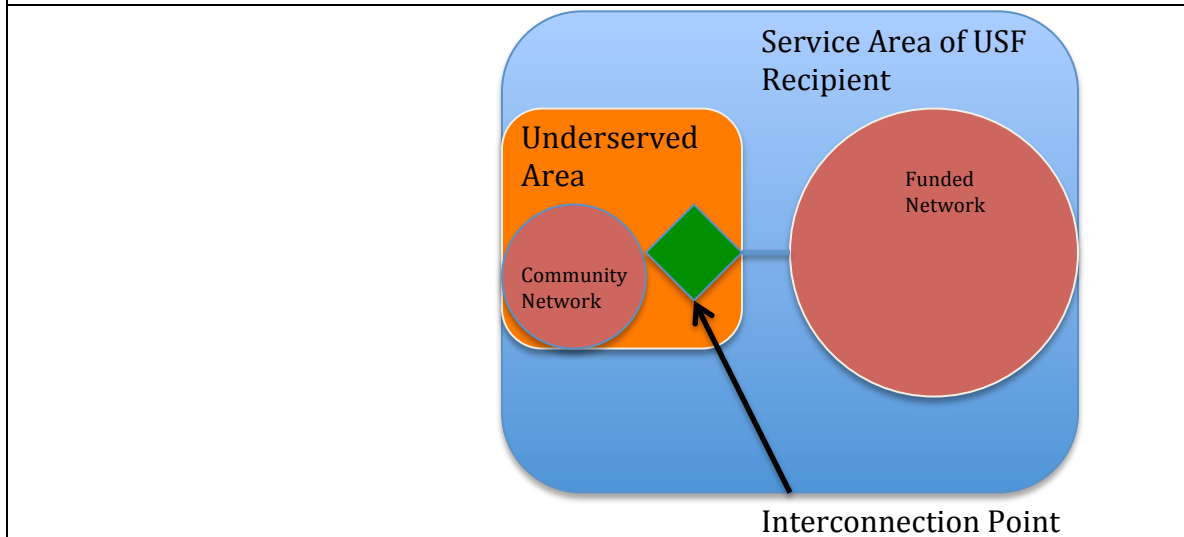 Service Area of USF
Recipient
Underserved
Area
Funded
Network
Community
Network
Interconnection Point